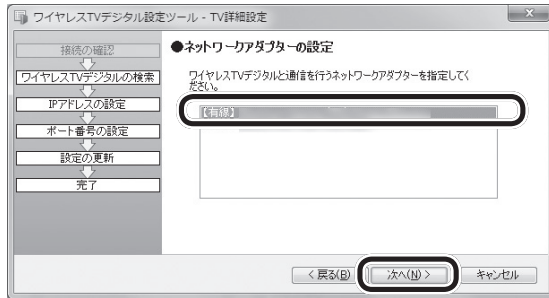 ワイヤレスTVデジタル設定ツール - TV詳細設定
接続の確認
ワイヤレスTVデジタルの検索
IPアドレスの設定
ポート番号の設定
設定の更新
完了
●ネットワークアダプターの設定
ワイヤレスTVデジタルと通信を行うネットワークアダプターを指定してく
ださい。
【有線】
< 戻る(B)
次へ(N) >
キャンセル